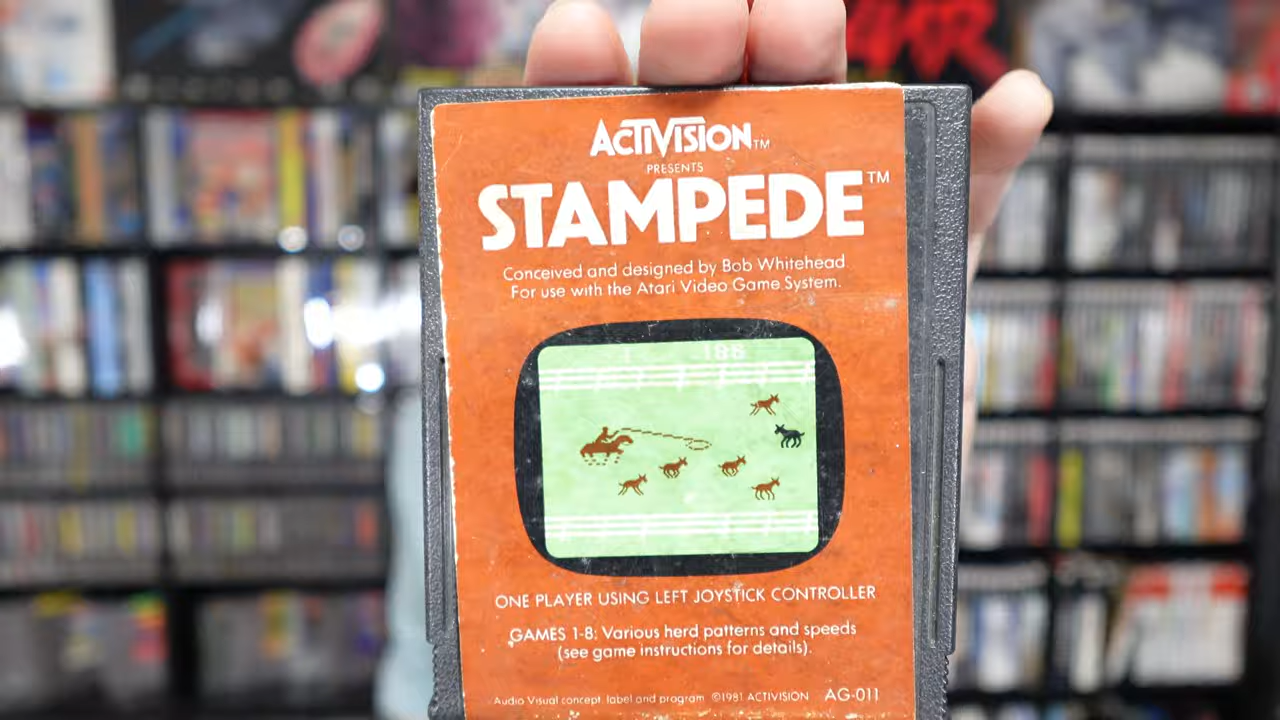 ACTIVISION™
PRESENTS
STAMPEDE™
Conceived and designed by Bob Whitehead
For use with the Atari Video Game System.
188
ONE PLAYER USING LEFT JOYSTICK CONTROLLER
GAMES 1-8: Various herd patterns and speeds
(see game instructions for details).
Audio Visual concept, label and program ©1981 ACTIVISION AG-011